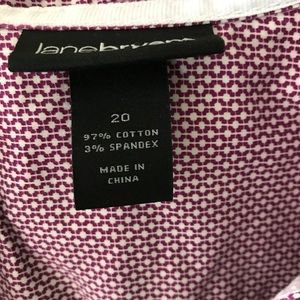 lanebryant
20
97% COTTON
3% SPANDEX
MADE IN
CHINA